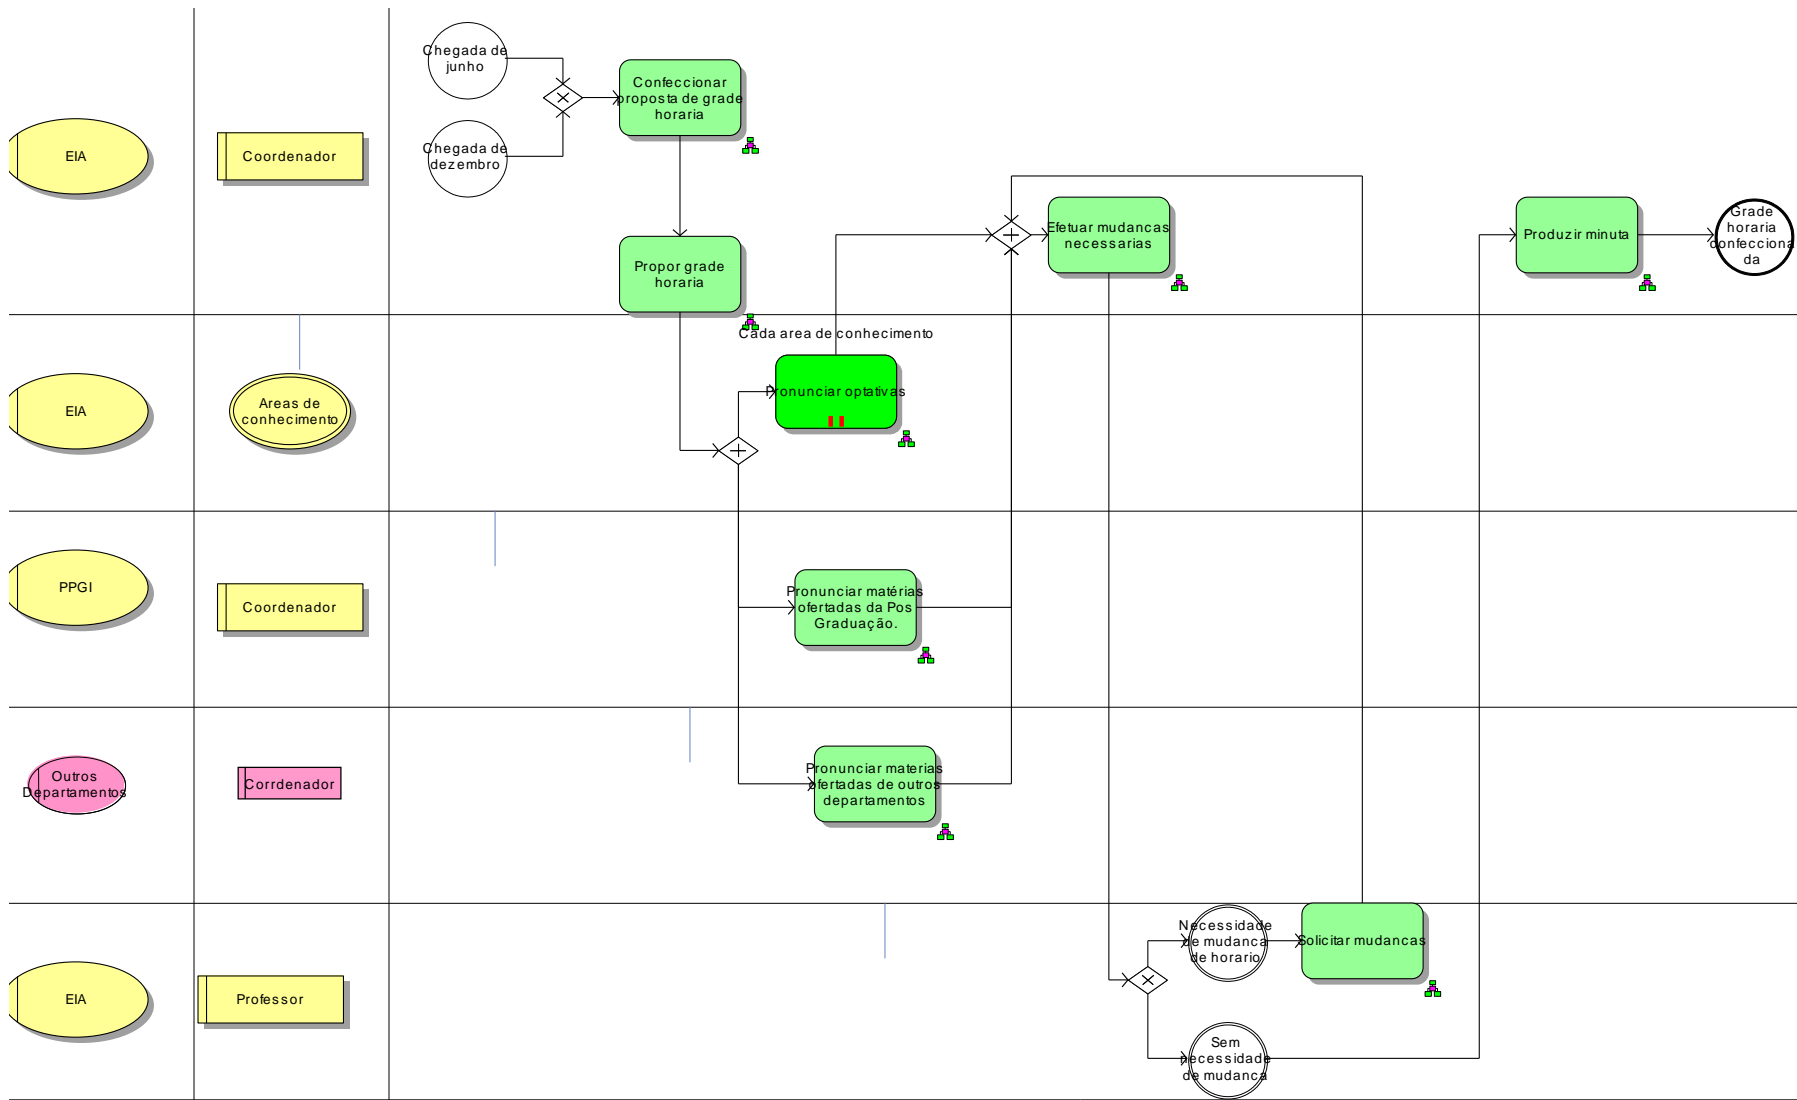 EIA
Coordenador
Chegada de
junho
Chegada de
dezembro
Confeccionar
proposta de grade
horaria
Propor grade
horaria
Efetuar mudancas
necessarias
Produzir minuta
Grade
horaria
confecciona
da
EIA
Areas de
conhecimento
Cada area de conhecimento
Pronunciar optativas
PPGI
Coordenador
Pronunciar matérias
ofertadas da Pos
Graduação.
Outros
Departamentos
Corrdenador
Pronunciar materias
ofertadas de outros
departamentos
EIA
Professor
Necessidade
de mudanca
de horario
Solicitar mudancas
Sem
necessidade
de mudanca